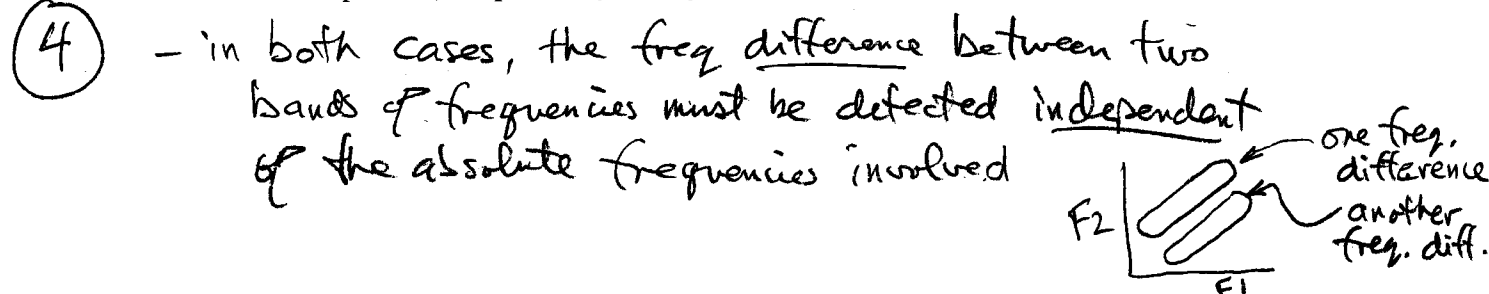 4 - in both cases, the freq difference between two
bands of frequencies must be detected independent
of the absolute frequencies involved
one freq.
difference
another
freq. diff.
F2
F1